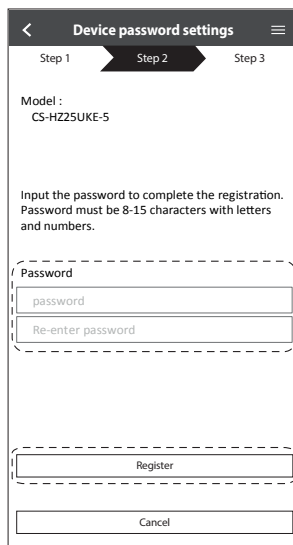 Device password settings
Step 1 Step 2 Step 3
Model :
CS-HZ25UKE-5
Input the password to complete the registration.
Password must be 8-15 characters with letters
and numbers.
Password
password
Re-enter password
Register
Cancel